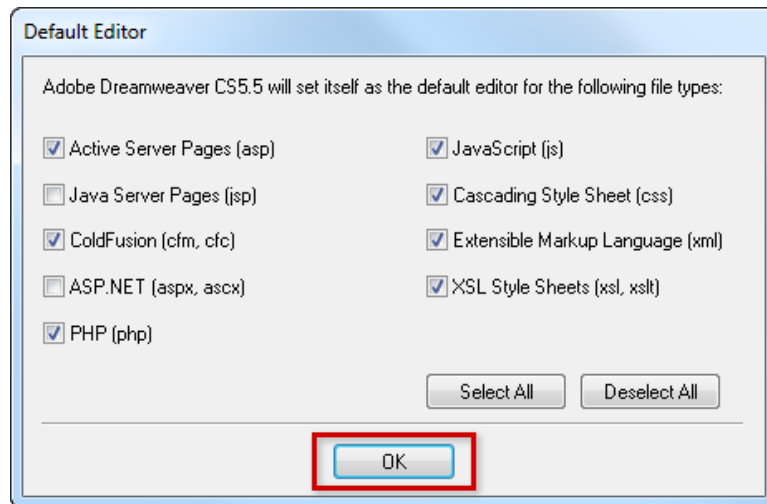 Default Editor
Adobe Dreamweaver CS5.5 will set itself as the default editor for the following file types:
Active Server Pages (asp)
Java Server Pages (jsp)
ColdFusion (cfm, cfc)
ASP.NET (aspx, ascx)
PHP (php)
JavaScript (js)
Cascading Style Sheet (css)
Extensible Markup Language (xml)
XSL Style Sheets (xsl, xslt)
Select All
Deselect All
OK